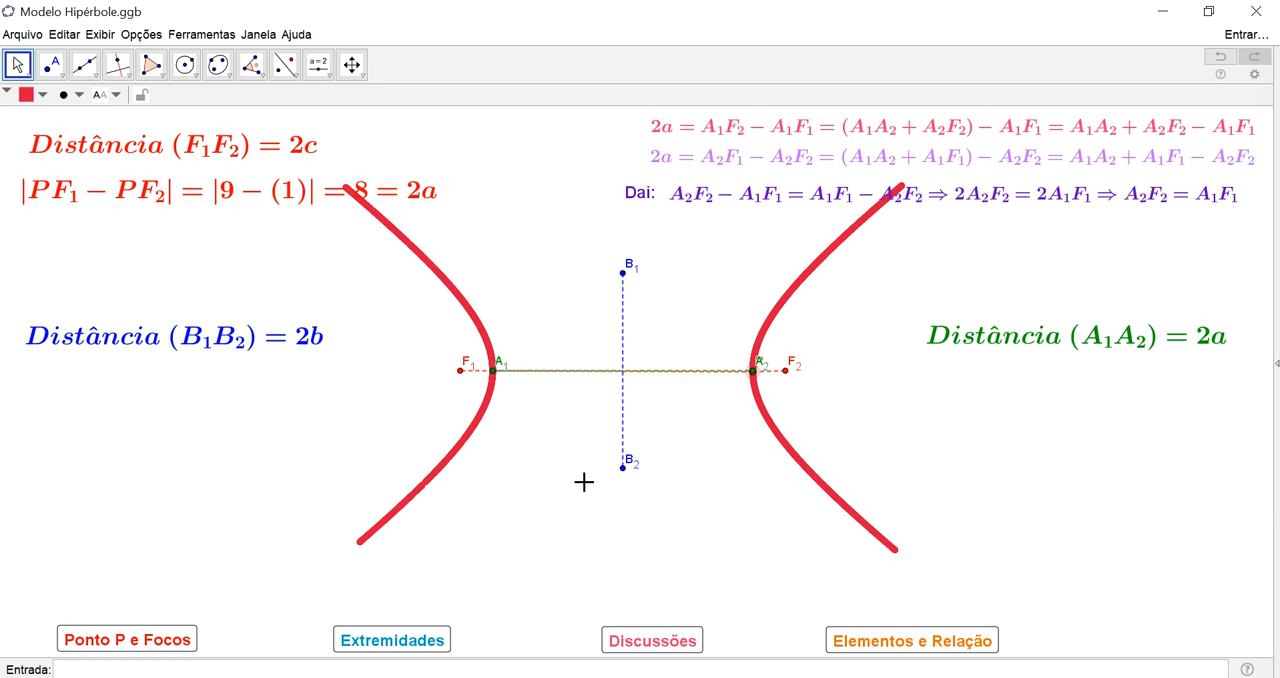 Modelo Hipérbole.ggb
Arquivo Editar Exibir Opções Ferramentas Janela Ajuda
Entrar...
A
a=2
AA
Distância (F₁F₂) = 2c
|PF₁ − PF₂| = |9 − (1)| = 8 = 2a
2a = A₁F₂ − A₁F₁ = (A₁A₂ + A₂F₂) − A₁F₁ = A₁A₂ + A₂F₂ − A₁F₁
2a = A₂F₁ − A₂F₂ = (A₁A₂ + A₁F₁) − A₂F₂ = A₁A₂ + A₁F₁ − A₂F₂
Dai: A₂F₂ − A₁F₁ = A₁F₁ − A₂F₂ ⇒ 2A₂F₂ = 2A₁F₁ ⇒ A₂F₂ = A₁F₁
B₁
Distância (B₁B₂) = 2b
Distância (A₁A₂) = 2a
F₁ A₁ A₂ F₂
B₂
Ponto P e Focos
Extremidades
Discussões
Elementos e Relação
Entrada: